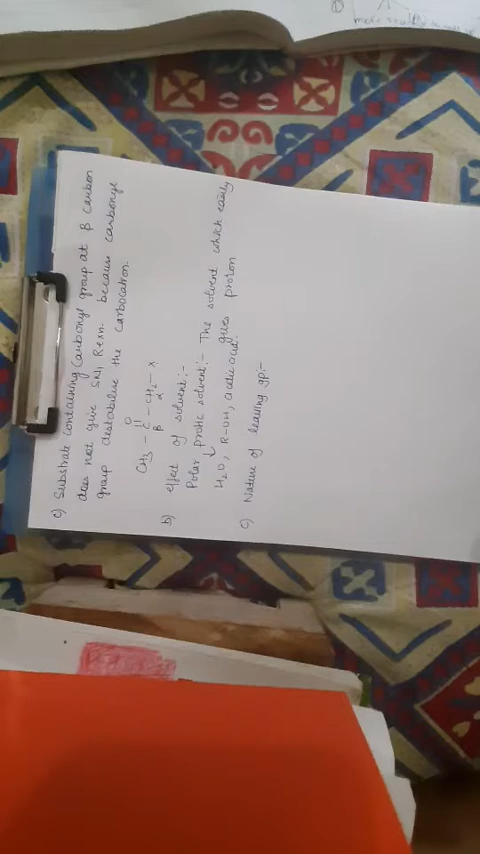 c) Substrate containing Carbonyl group at β carbon
does not give SN1 Rexn. because carbonyl
group destabilise the carbocation.
O
CH3 - C - CH2 - X
β α
b) effect of solvent:-
Polar protic solvent:- The solvent which easily
gives proton
H2O, R-OH, acetic acid.
c) Nature of leaving gp:-